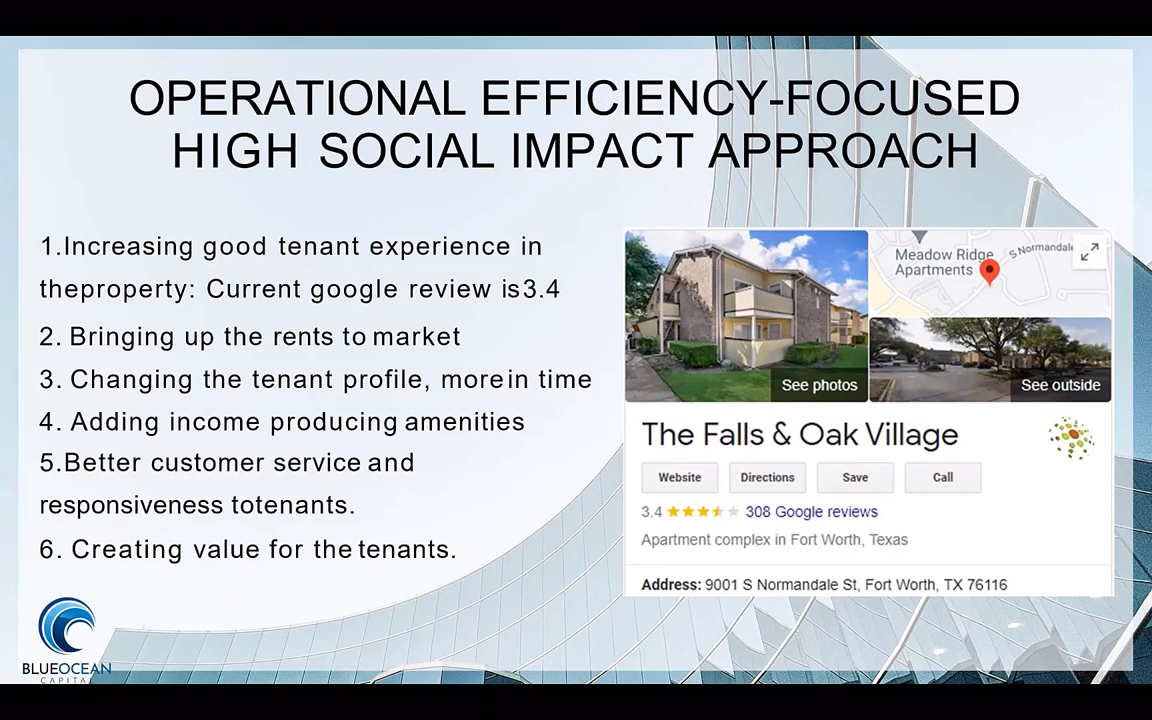 OPERATIONAL EFFICIENCY-FOCUSED
HIGH SOCIAL IMPACT APPROACH
1.Increasing good tenant experience in
theproperty: Current google review is3.4
2. Bringing up the rents to market
3. Changing the tenant profile, morein time
4. Adding income producing amenities
5.Better customer service and
responsiveness totenants.
6. Creating value for the tenants.
Meadow Ridge
Apartments
S Normandale
See photos
See outside
The Falls & Oak Village
Website
Directions
Save
Call
3.4 308 Google reviews
Apartment complex in Fort Worth, Texas
Address: 9001 S Normandale St, Fort Worth, TX 76116
BLUEOCEAN
CAPITAL